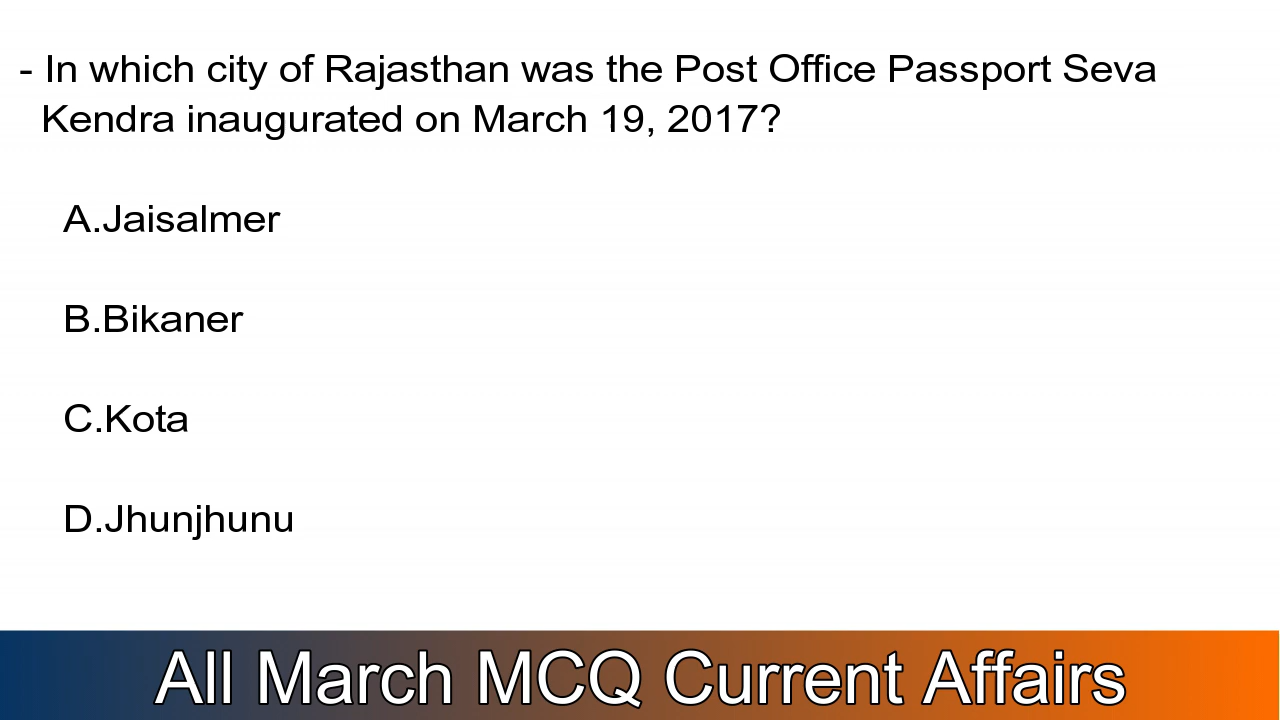 - In which city of Rajasthan was the Post Office Passport Seva
Kendra inaugurated on March 19, 2017?
A.Jaisalmer
B.Bikaner
C.Kota
D.Jhunjhunu
All March MCQ Current Affairs